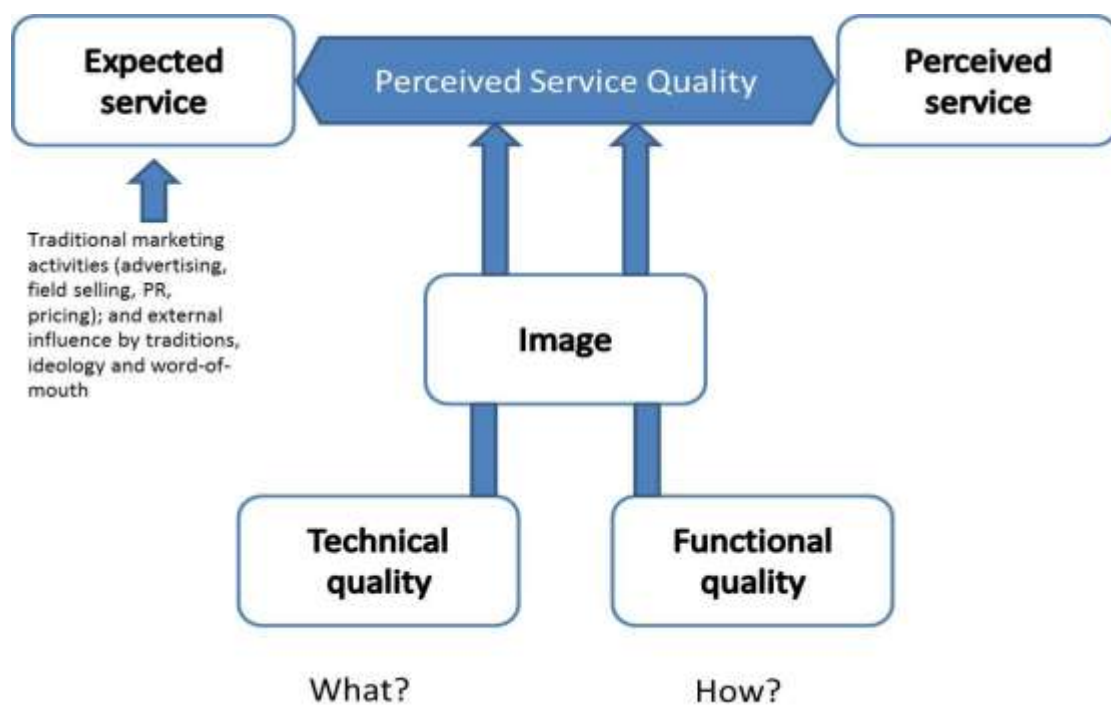 Expected
service
Perceived Service Quality
Perceived
service
Traditional marketing
activities (advertising,
field selling, PR,
pricing); and external
influence by traditions,
ideology and word-of-
mouth
Image
Technical
quality
Functional
quality
What?
How?